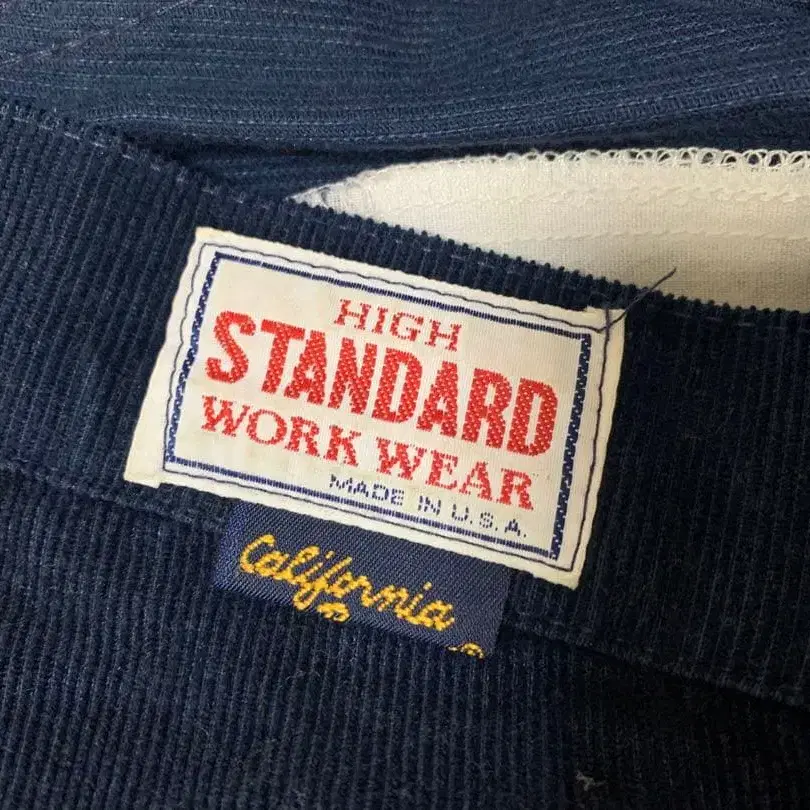 HIGH
STANDARD
WORK WEAR
MADE IN U.S.A.
California